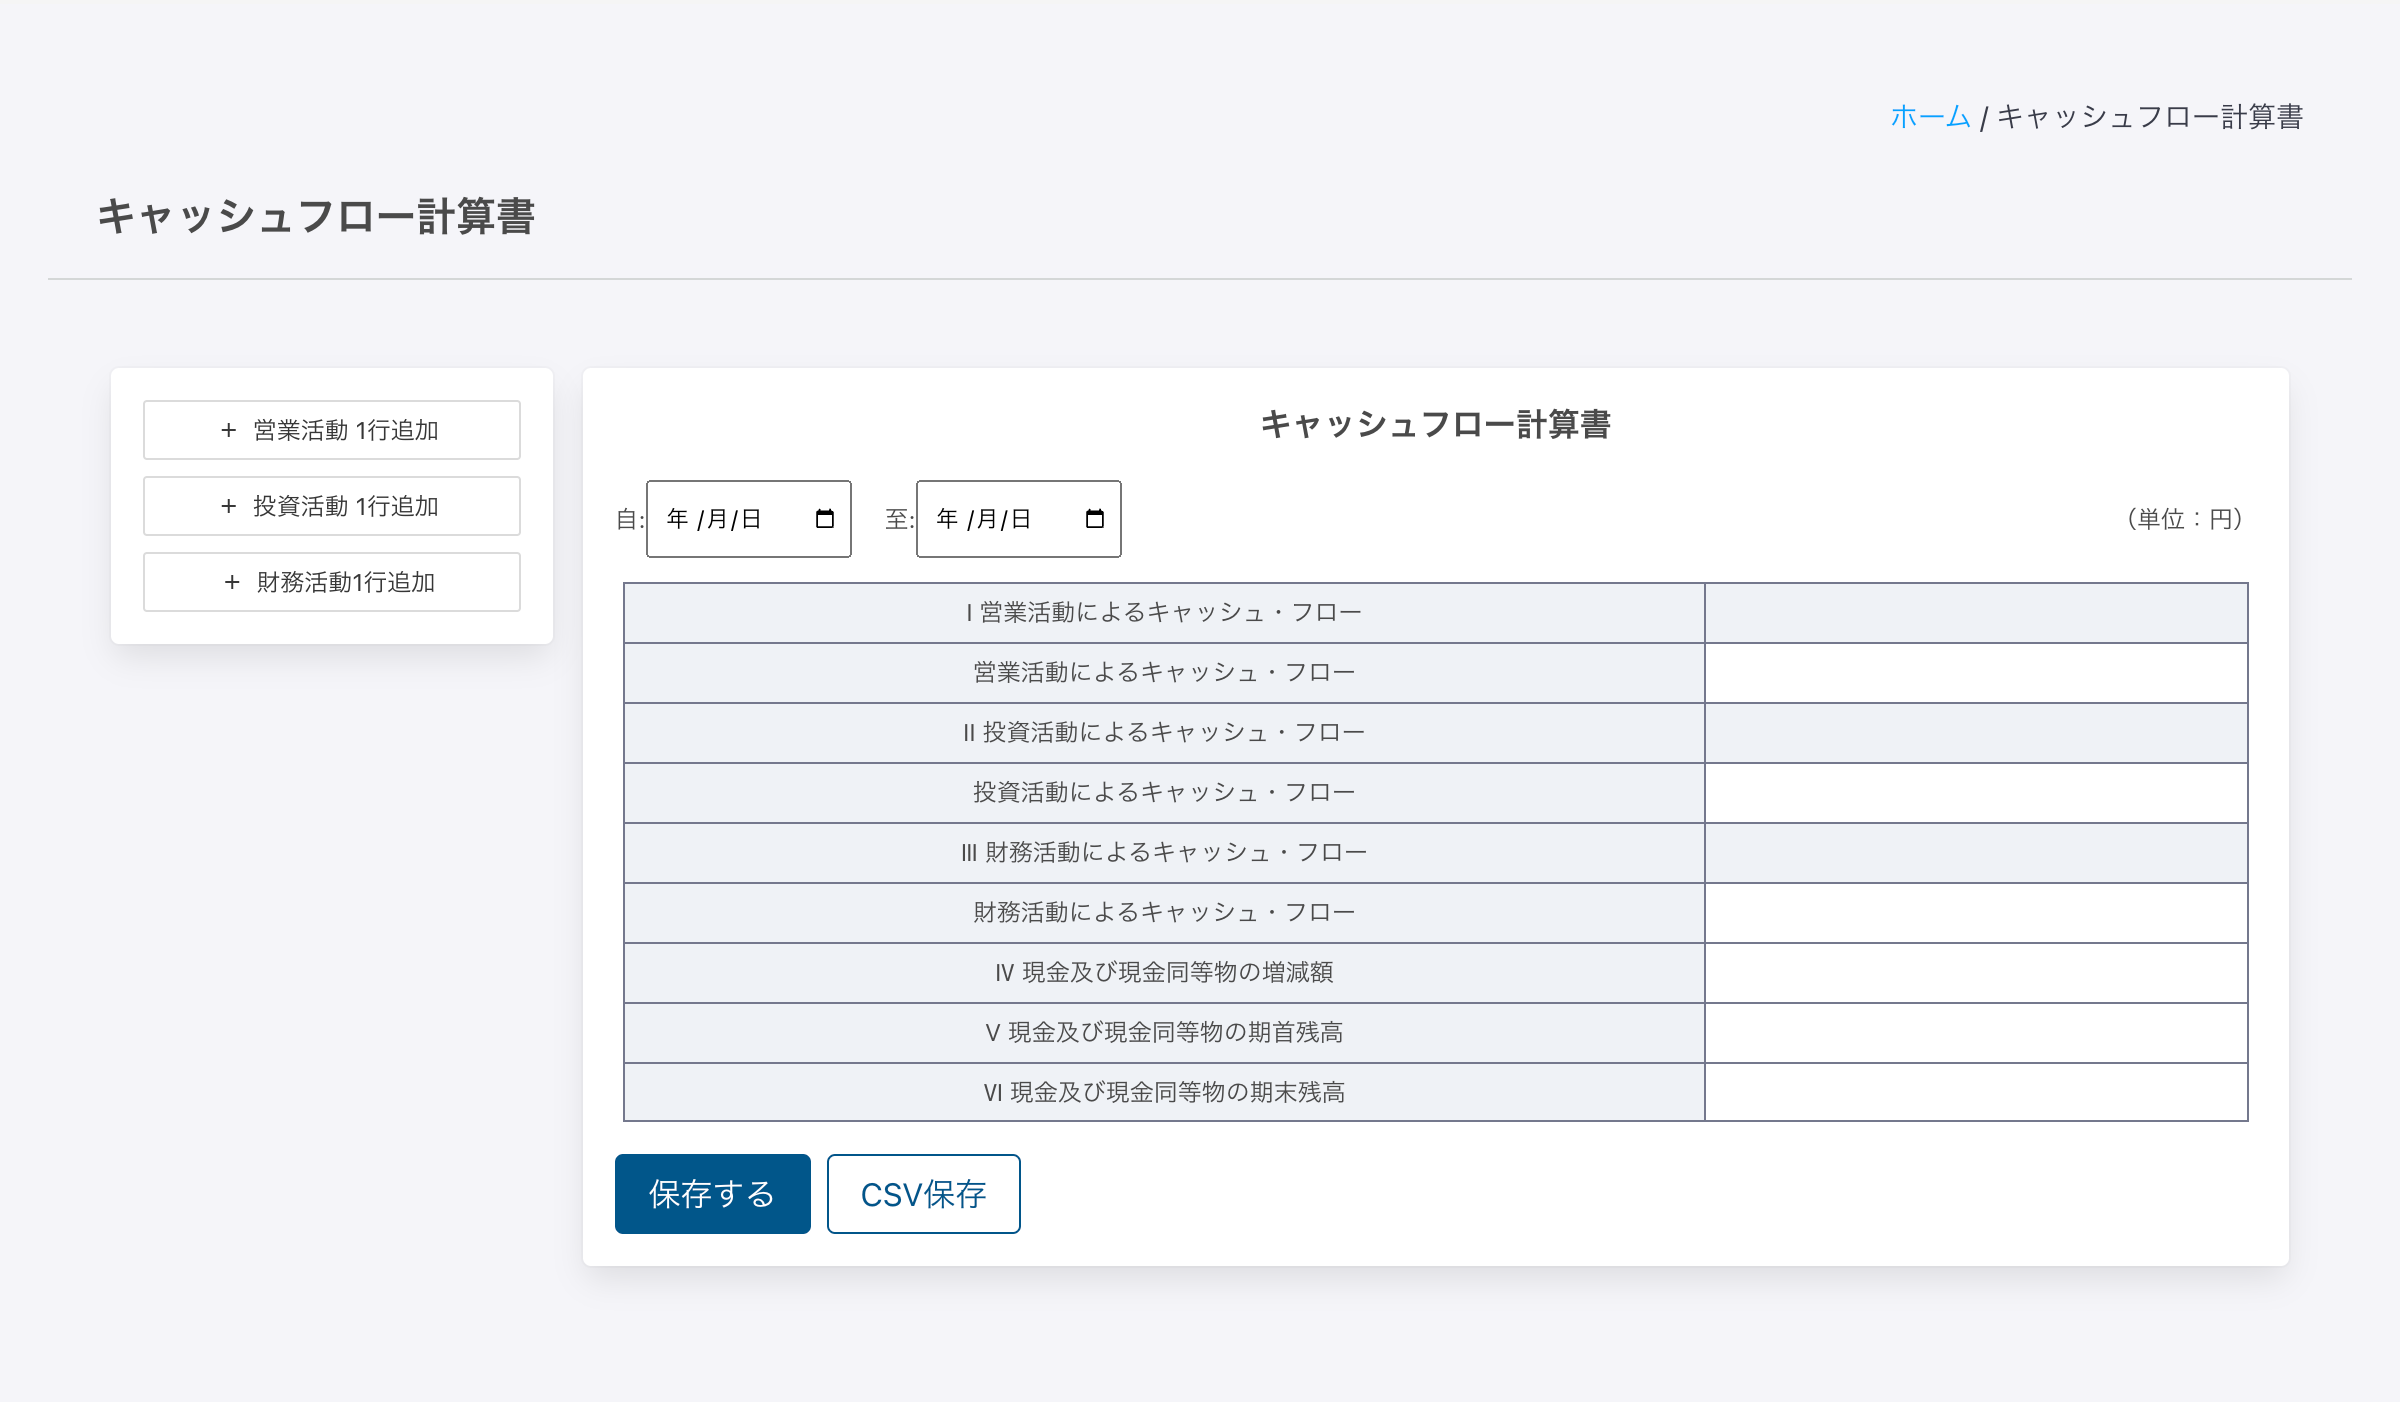 ホーム / キャッシュフロー計算書
キャッシュフロー計算書
+ 営業活動 1行追加
+ 投資活動 1行追加
+ 財務活動1行追加
キャッシュフロー計算書
自: 年 /月/日 至: 年 /月/日 （単位：円）
Ⅰ 営業活動によるキャッシュ・フロー
営業活動によるキャッシュ・フロー
Ⅱ 投資活動によるキャッシュ・フロー
投資活動によるキャッシュ・フロー
Ⅲ 財務活動によるキャッシュ・フロー
財務活動によるキャッシュ・フロー
Ⅳ 現金及び現金同等物の増減額
Ⅴ 現金及び現金同等物の期首残高
Ⅵ 現金及び現金同等物の期末残高
保存する CSV保存